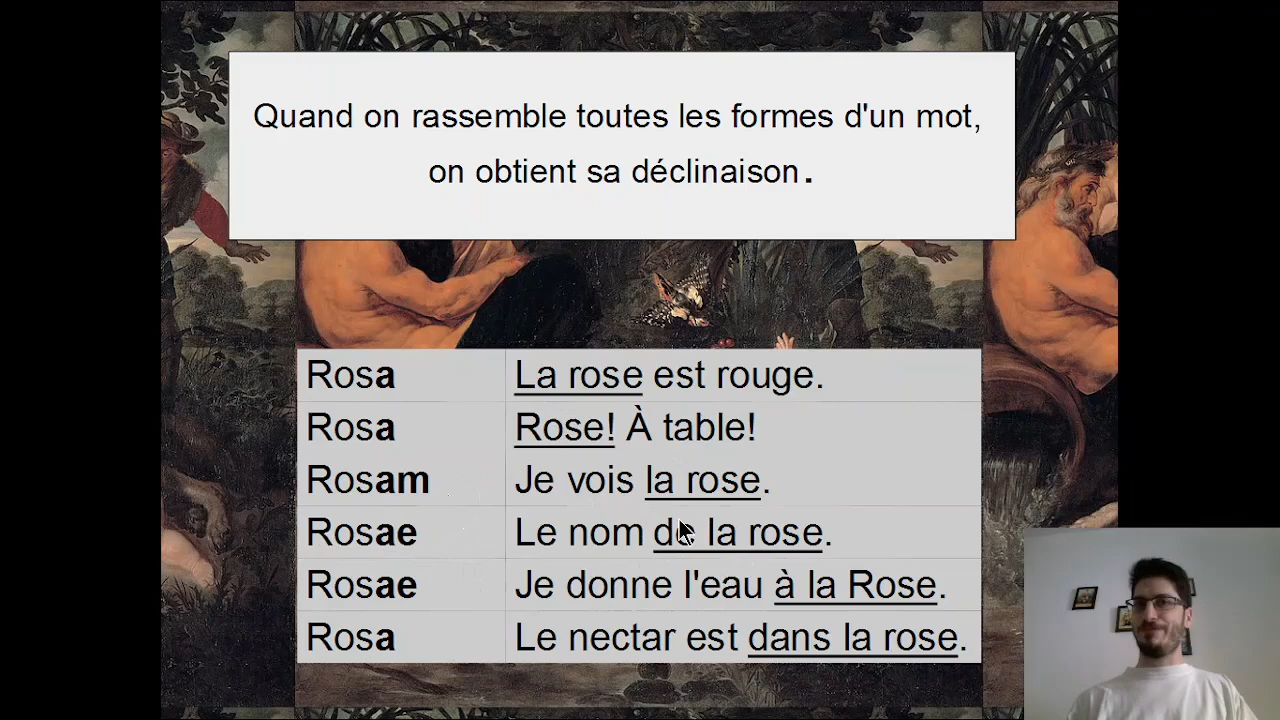 Quand on rassemble toutes les formes d'un mot,
on obtient sa déclinaison.
Rosa La rose est rouge.
Rosa Rose! À table!
Rosam Je vois la rose.
Rosae Le nom de la rose.
Rosae Je donne l'eau à la Rose.
Rosa Le nectar est dans la rose.